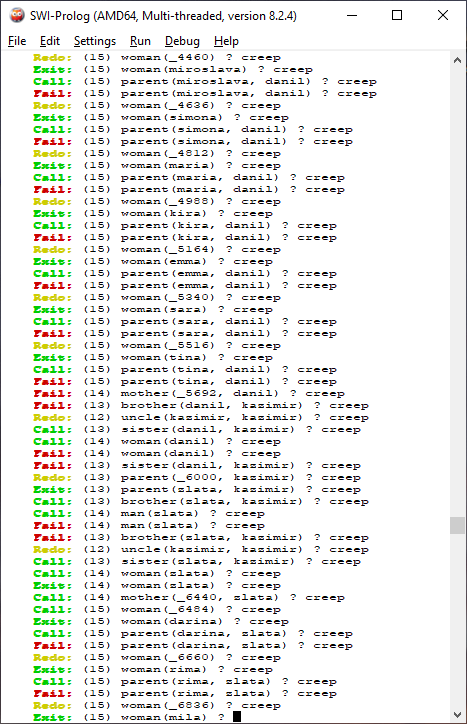 SWI-Prolog (AMD64, Multi-threaded, version 8.2.4)
File Edit Settings Run Debug Help
Redo: (15) woman(_4460) ? creep
Exit: (15) woman(miroslava) ? creep
Call: (15) parent(miroslava, danil) ? creep
Fail: (15) parent(miroslava, danil) ? creep
Redo: (15) woman(_4636) ? creep
Exit: (15) woman(simona) ? creep
Call: (15) parent(simona, danil) ? creep
Fail: (15) parent(simona, danil) ? creep
Redo: (15) woman(_4812) ? creep
Exit: (15) woman(maria) ? creep
Call: (15) parent(maria, danil) ? creep
Fail: (15) parent(maria, danil) ? creep
Redo: (15) woman(_4988) ? creep
Exit: (15) woman(kira) ? creep
Call: (15) parent(kira, danil) ? creep
Fail: (15) parent(kira, danil) ? creep
Redo: (15) woman(_5164) ? creep
Exit: (15) woman(emma) ? creep
Call: (15) parent(emma, danil) ? creep
Fail: (15) parent(emma, danil) ? creep
Redo: (15) woman(_5340) ? creep
Exit: (15) woman(sara) ? creep
Call: (15) parent(sara, danil) ? creep
Fail: (15) parent(sara, danil) ? creep
Redo: (15) woman(_5516) ? creep
Exit: (15) woman(tina) ? creep
Call: (15) parent(tina, danil) ? creep
Fail: (15) parent(tina, danil) ? creep
Fail: (14) mother(_5692, danil) ? creep
Fail: (13) brother(danil, kazimir) ? creep
Redo: (12) uncle(kazimir, kazimir) ? creep
Call: (13) sister(danil, kazimir) ? creep
Call: (14) woman(danil) ? creep
Fail: (14) woman(danil) ? creep
Fail: (13) sister(danil, kazimir) ? creep
Redo: (13) parent(_6000, kazimir) ? creep
Exit: (13) parent(zlata, kazimir) ? creep
Call: (13) brother(zlata, kazimir) ? creep
Call: (14) man(zlata) ? creep
Fail: (14) man(zlata) ? creep
Fail: (13) brother(zlata, kazimir) ? creep
Redo: (12) uncle(kazimir, kazimir) ? creep
Call: (13) sister(zlata, kazimir) ? creep
Call: (14) woman(zlata) ? creep
Exit: (14) woman(zlata) ? creep
Call: (14) mother(_6440, zlata) ? creep
Call: (15) woman(_6484) ? creep
Exit: (15) woman(darina) ? creep
Call: (15) parent(darina, zlata) ? creep
Fail: (15) parent(darina, zlata) ? creep
Redo: (15) woman(_6660) ? creep
Exit: (15) woman(rima) ? creep
Call: (15) parent(rima, zlata) ? creep
Fail: (15) parent(rima, zlata) ? creep
Redo: (15) woman(_6836) ? creep
Exit: (15) woman(mila) ?